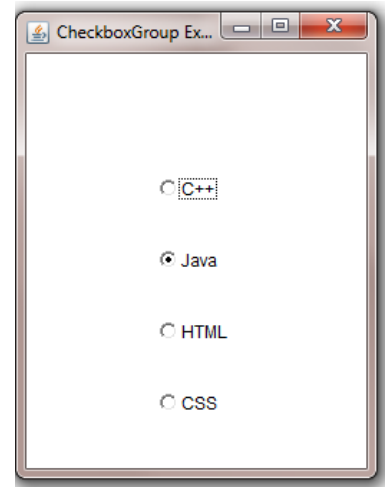 CheckboxGroup Ex...
C++
Java
HTML
CSS